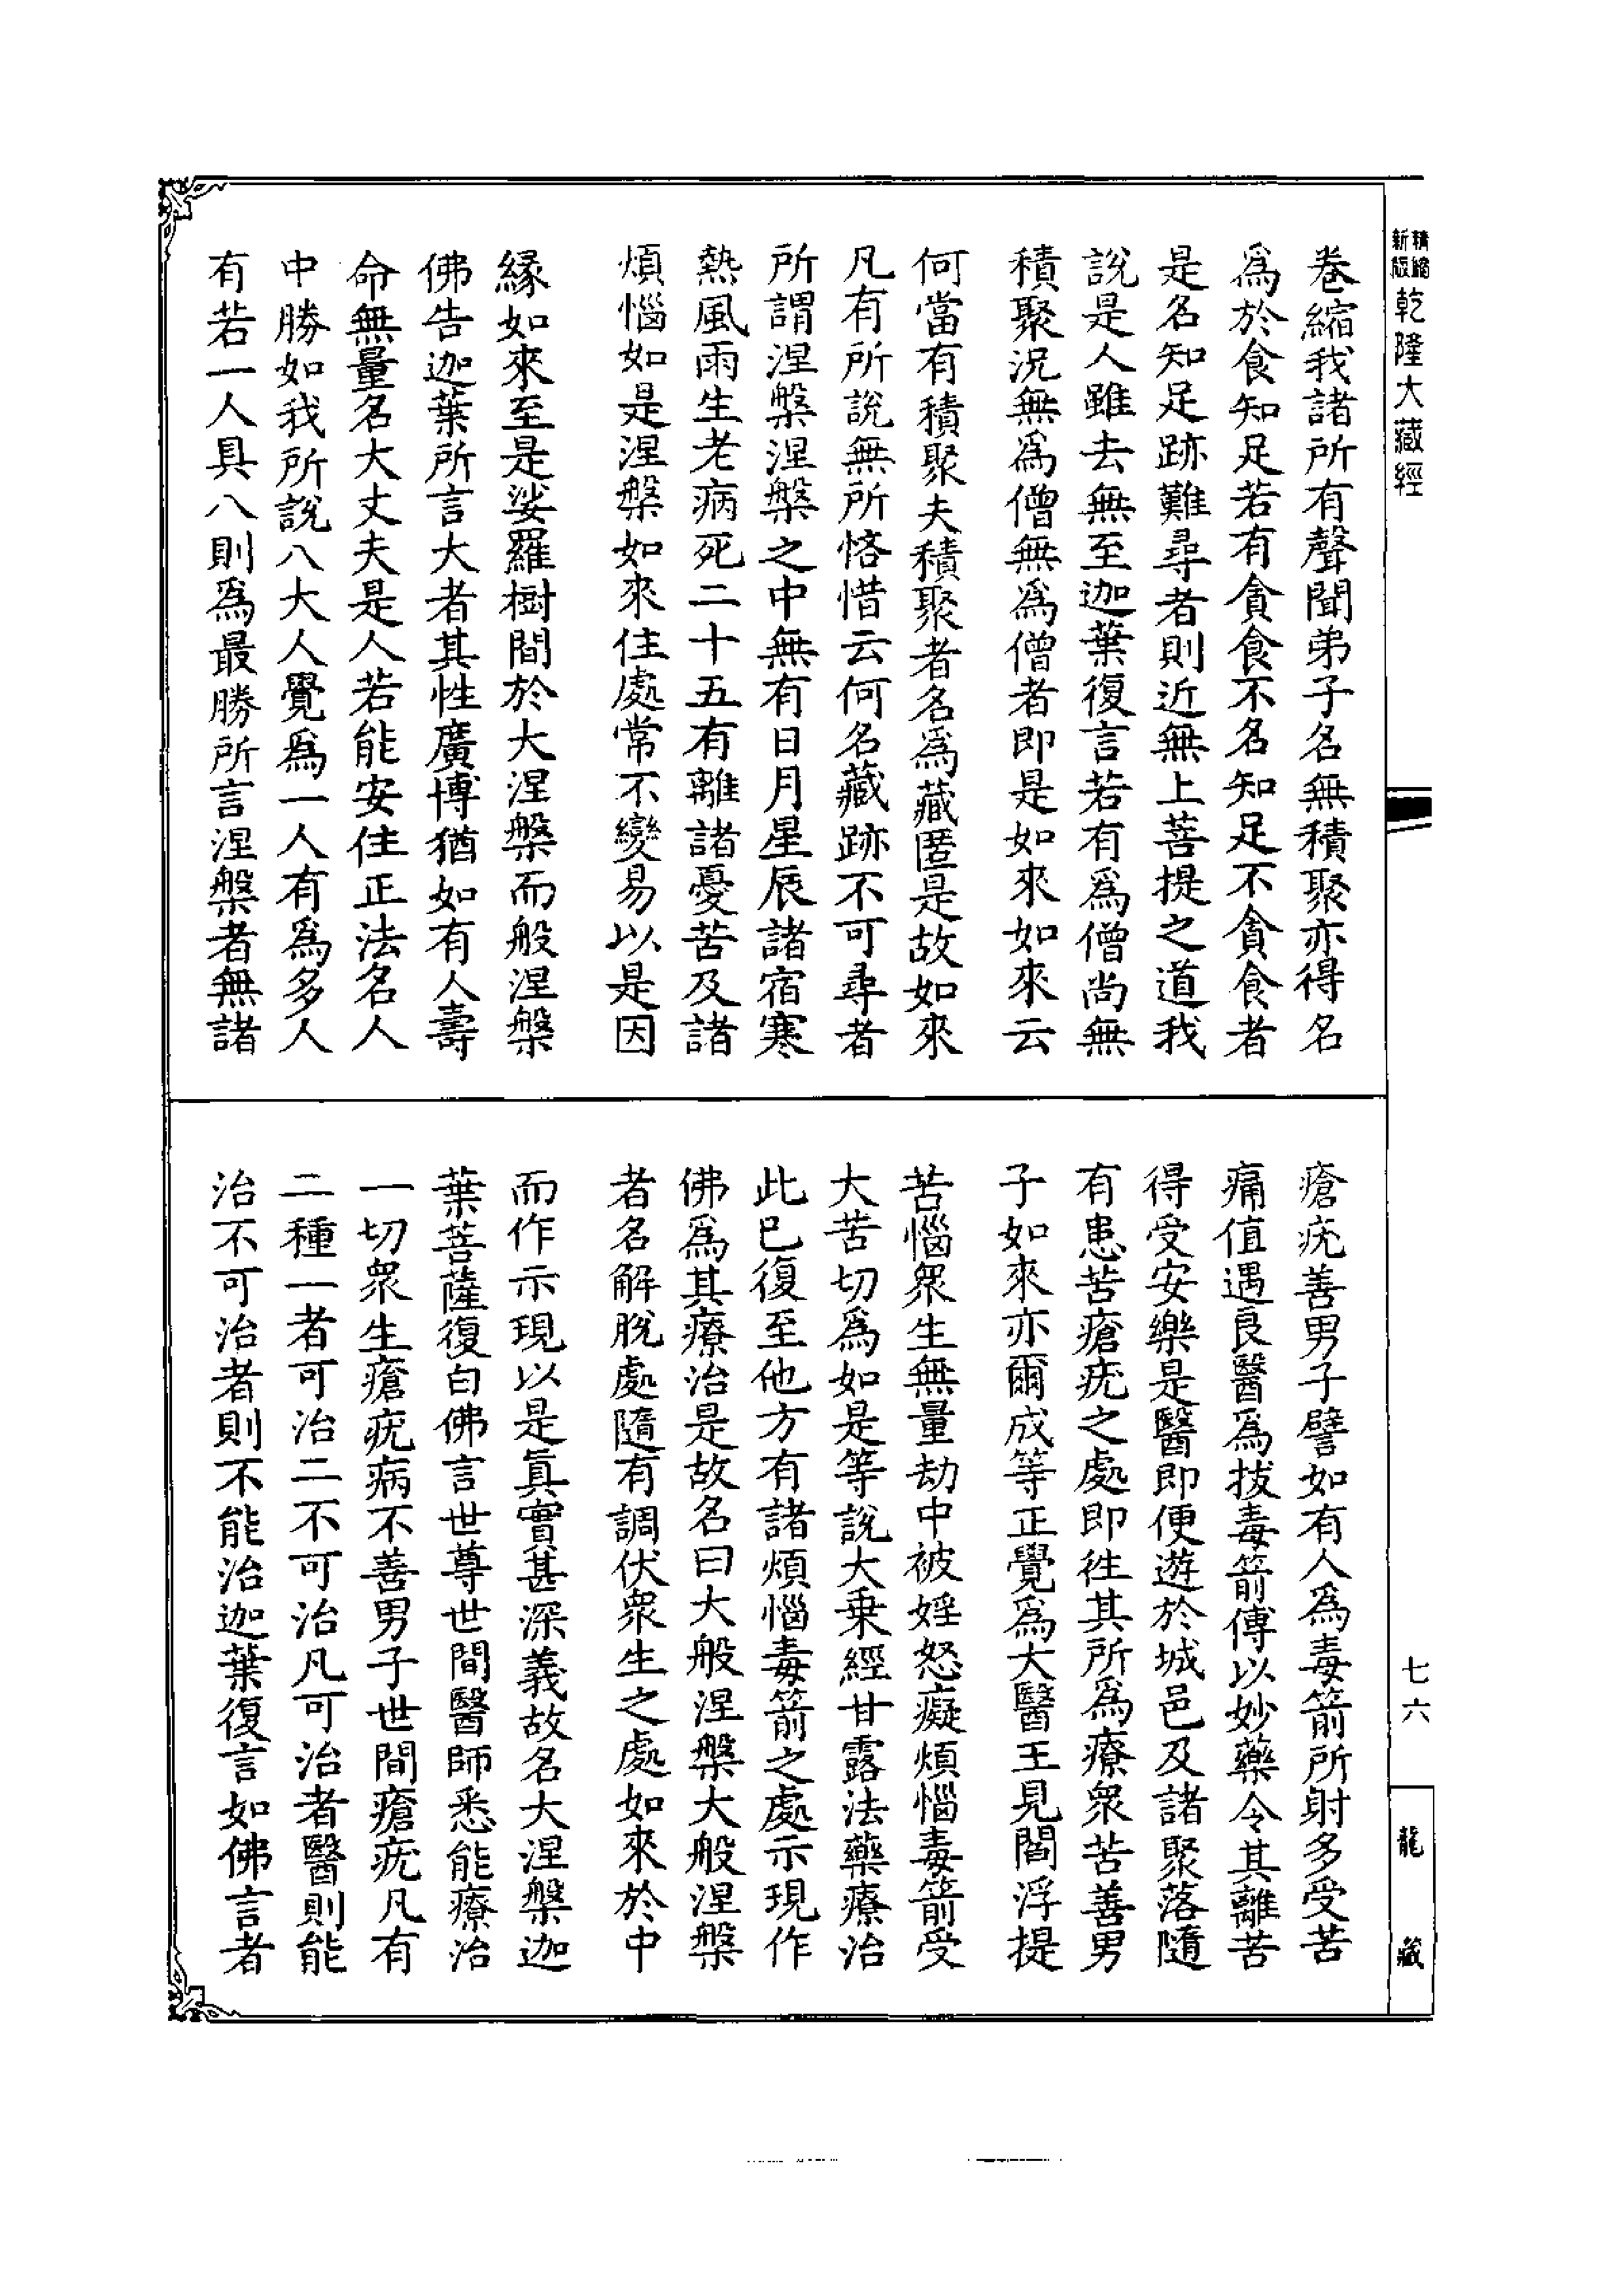 精縮
新版
乾隆大藏經
卷縮我諸所有聲聞弟子名無積聚亦得名
爲於食知足若有貪食不名知足不貪食者
是名知足跡難尋者則近無上菩提之道我
說是人雖去無至迦葉復言若有爲僧尚無
積聚況無爲僧無爲僧者即是如來如來云
何當有積聚夫積聚者名爲藏匿是故如來
凡有所說無所悋惜云何名藏跡不可尋者
所謂涅槃涅槃之中無有日月星辰諸宿寒
熱風雨生老病死二十五有離諸憂苦及諸
煩惱如是涅槃如來住處常不變易以是因
緣如來至是娑羅樹間於大涅槃而般涅槃
佛告迦葉所言大者其性廣博猶如有人壽
命無量名大丈夫是人若能安住正法名人
中勝如我所說八大人覺爲一人有爲多人
有若一人具八則爲最勝所言涅槃者無諸
瘡疣善男子譬如有人爲毒箭所射多受苦
痛值遇良醫爲拔毒箭傅以妙藥令其離苦
得受安樂是醫即便遊於城邑及諸聚落隨
有患苦瘡疣之處即往其所爲療衆苦善男
子如來亦爾成等正覺爲大醫王見閻浮提
苦惱衆生無量劫中被婬怒癡煩惱毒箭受
大苦切爲如是等說大乘經甘露法藥療治
此已復至他方有諸煩惱毒箭之處示現作
佛爲其療治是故名曰大般涅槃大般涅槃
者名解脫處隨有調伏衆生之處如來於中
而作示現以是眞實甚深義故名大涅槃迦
葉菩薩復白佛言世尊世間醫師悉能療治
一切衆生瘡疣病不善男子世間瘡疣凡有
二種一者可治二不可治凡可治者醫則能
治不可治者則不能治迦葉復言如佛言者
七六
龍藏